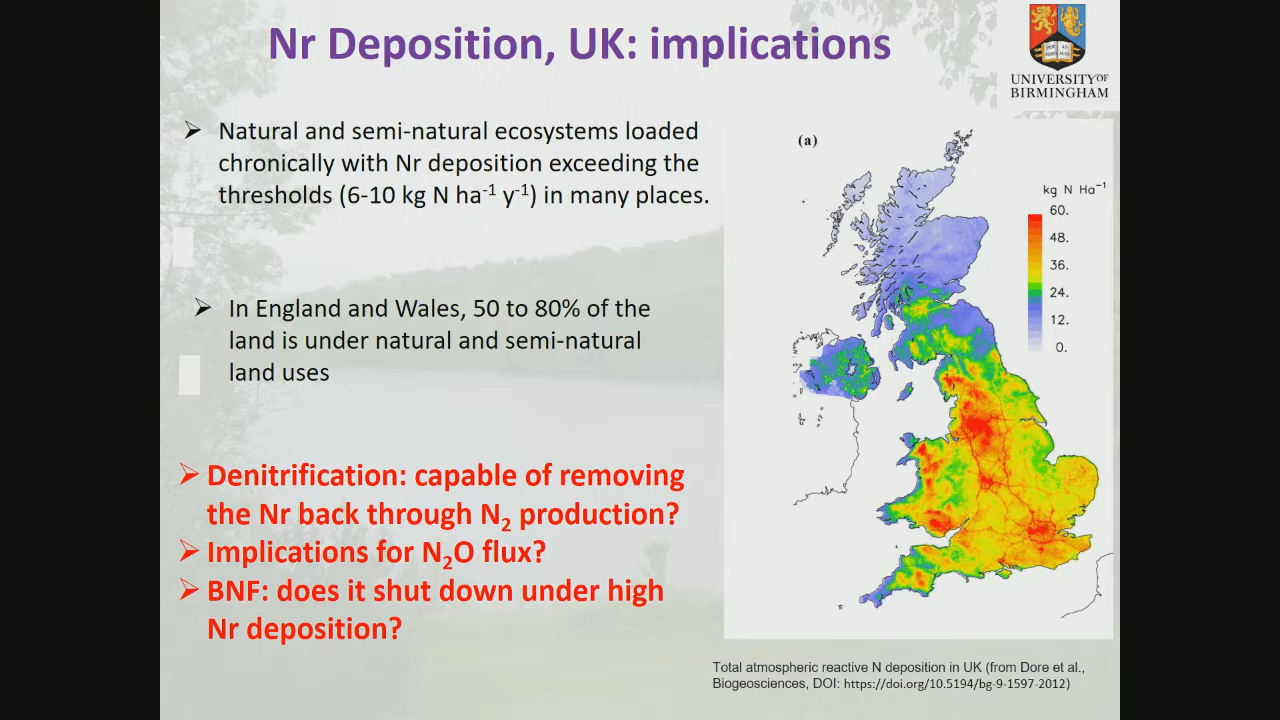 Nr Deposition, UK: implications
UNIVERSITY OF
BIRMINGHAM
➢ Natural and semi-natural ecosystems loaded
chronically with Nr deposition exceeding the
thresholds (6-10 kg N ha⁻¹ y⁻¹) in many places.
➢ In England and Wales, 50 to 80% of the
land is under natural and semi-natural
land uses
➢ Denitrification: capable of removing
the Nr back through N₂ production?
➢ Implications for N₂O flux?
➢ BNF: does it shut down under high
Nr deposition?
(a)
kg N Ha⁻¹
60.
48.
36.
24.
12.
0.
Total atmospheric reactive N deposition in UK (from Dore et al.,
Biogeosciences, DOI: https://doi.org/10.5194/bg-9-1597-2012)